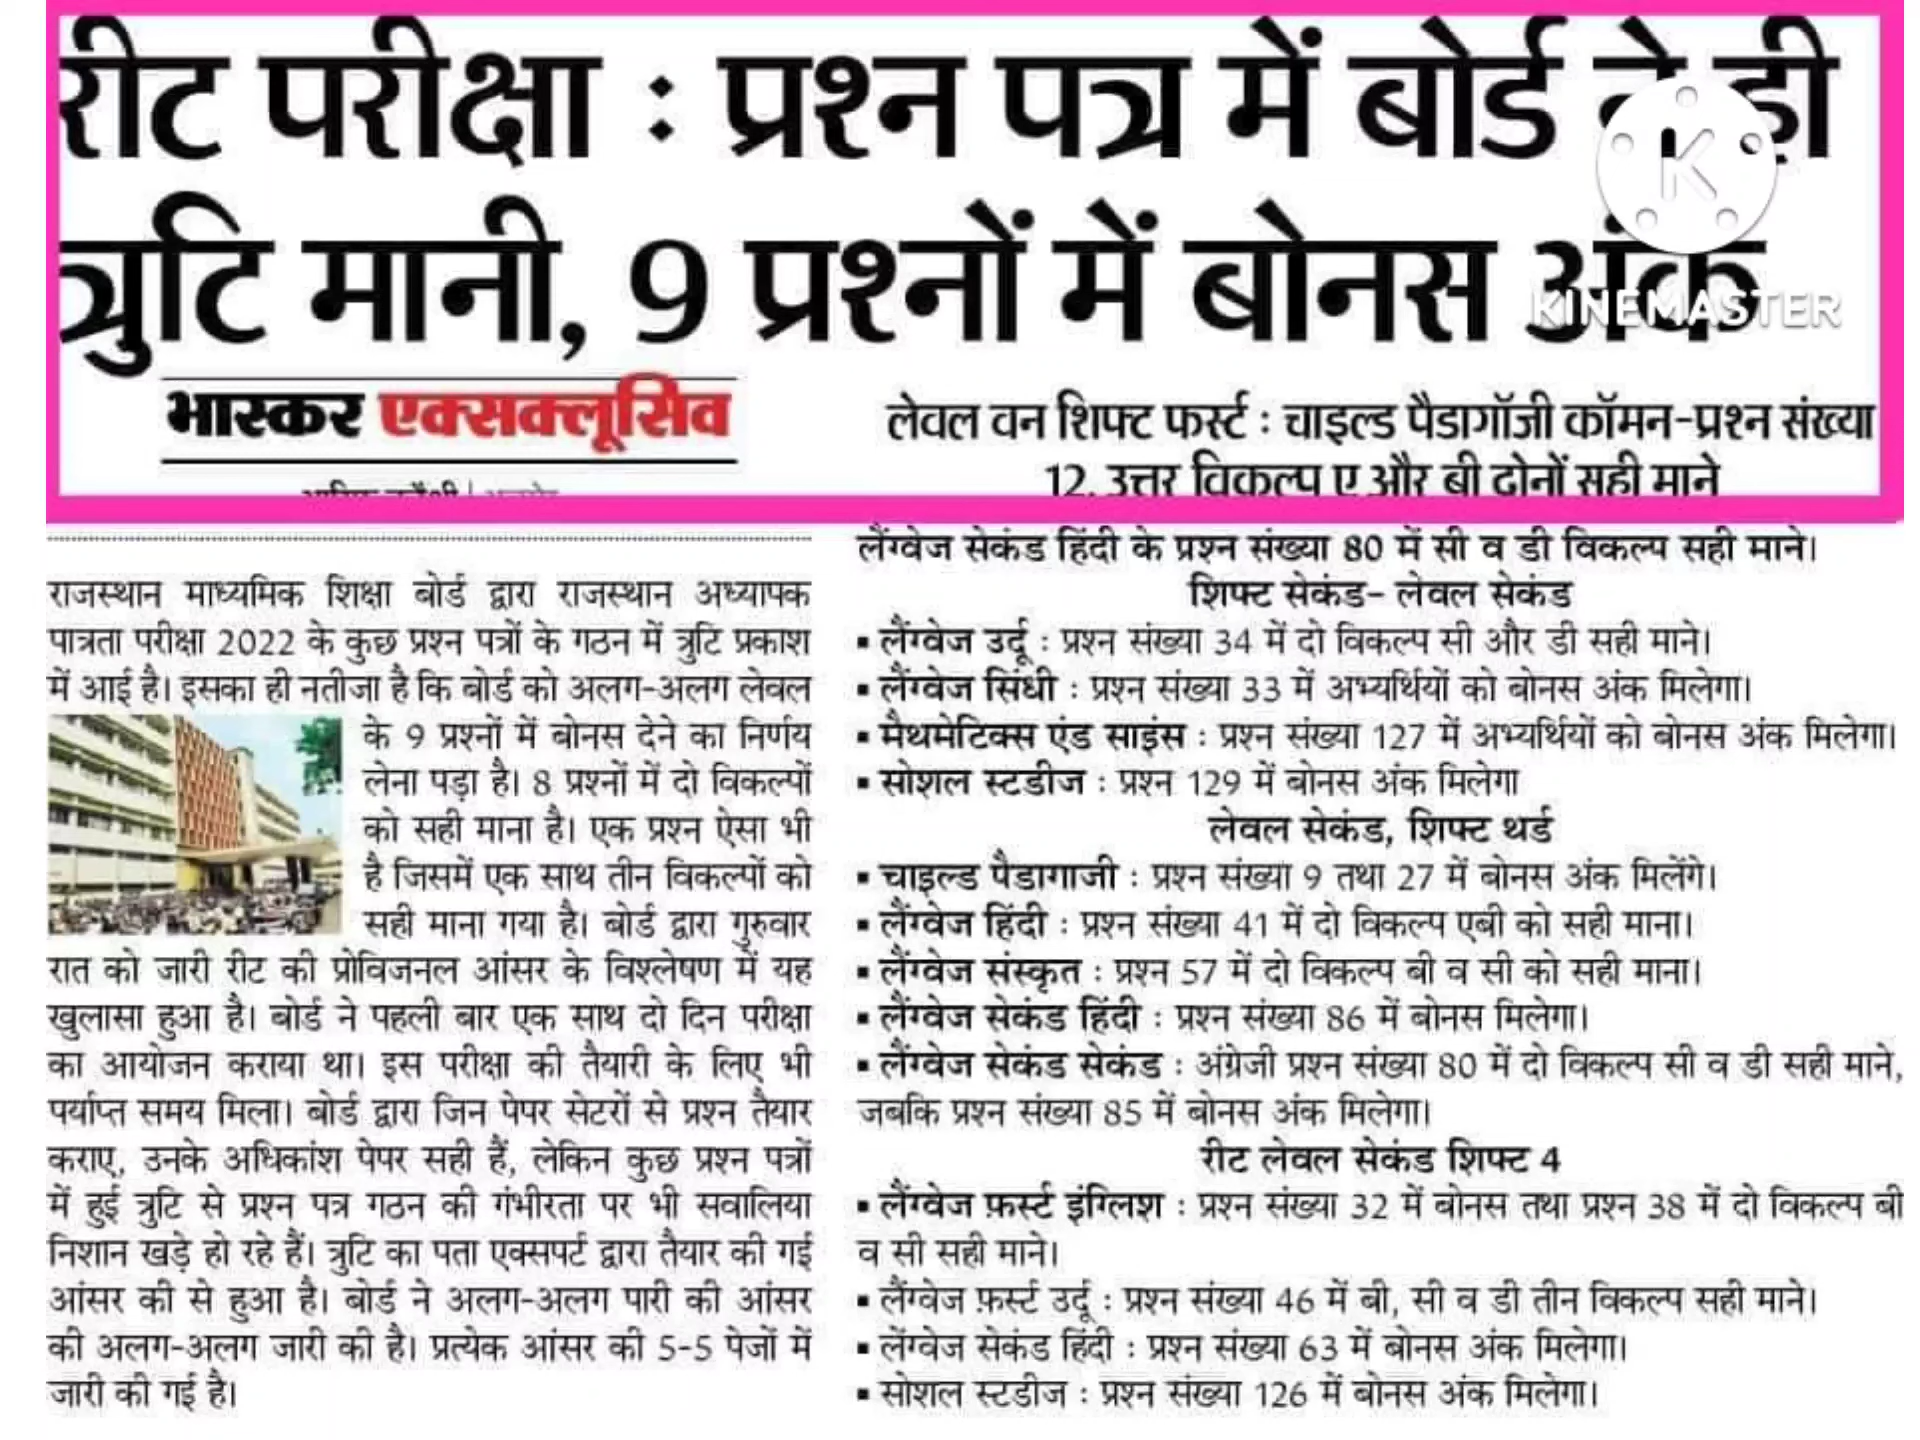 रीट परीक्षा : प्रश्न पत्र में बोर्ड ने ही
त्रुटि मानी, 9 प्रश्नों में बोनस अंक
KINEMASTER
भास्कर एक्सक्लूसिव
राजस्थान माध्यमिक शिक्षा बोर्ड द्वारा राजस्थान अध्यापक
पात्रता परीक्षा 2022 के कुछ प्रश्न पत्रों के गठन में त्रुटि प्रकाश
में आई है। इसका ही नतीजा है कि बोर्ड को अलग-अलग लेवल
के 9 प्रश्नों में बोनस देने का निर्णय
लेना पड़ा है। 8 प्रश्नों में दो विकल्पों
को सही माना है। एक प्रश्न ऐसा भी
है जिसमें एक साथ तीन विकल्पों को
सही माना गया है। बोर्ड द्वारा गुरुवार
रात को जारी रीट की प्रोविजनल आंसर के विश्लेषण में यह
खुलासा हुआ है। बोर्ड ने पहली बार एक साथ दो दिन परीक्षा
का आयोजन कराया था। इस परीक्षा की तैयारी के लिए भी
पर्याप्त समय मिला। बोर्ड द्वारा जिन पेपर सेटरों से प्रश्न तैयार
कराए, उनके अधिकांश पेपर सही हैं, लेकिन कुछ प्रश्न पत्रों
में हुई त्रुटि से प्रश्न पत्र गठन की गंभीरता पर भी सवालिया
निशान खड़े हो रहे हैं। त्रुटि का पता एक्सपर्ट द्वारा तैयार की गई
आंसर की से हुआ है। बोर्ड ने अलग-अलग पारी की आंसर
की अलग-अलग जारी की है। प्रत्येक आंसर की 5-5 पेजों में
जारी की गई है।
लेवल वन शिफ्ट फर्स्ट : चाइल्ड पैडागॉजी कॉमन-प्रश्न संख्या
12. उत्तर विकल्प ए और बी दोनों सही माने
लैंग्वेज सेकंड हिंदी के प्रश्न संख्या 80 में सी व डी विकल्प सही माने।
शिफ्ट सेकंड- लेवल सेकंड
▪ लैंग्वेज उर्दू : प्रश्न संख्या 34 में दो विकल्प सी और डी सही माने।
▪ लैंग्वेज सिंधी : प्रश्न संख्या 33 में अभ्यर्थियों को बोनस अंक मिलेगा।
▪ मैथमेटिक्स एंड साइंस : प्रश्न संख्या 127 में अभ्यर्थियों को बोनस अंक मिलेगा।
▪ सोशल स्टडीज : प्रश्न 129 में बोनस अंक मिलेगा
लेवल सेकंड, शिफ्ट थर्ड
▪ चाइल्ड पैडागाजी : प्रश्न संख्या 9 तथा 27 में बोनस अंक मिलेंगे।
▪ लैंग्वेज हिंदी : प्रश्न संख्या 41 में दो विकल्प एबी को सही माना।
▪ लैंग्वेज संस्कृत : प्रश्न 57 में दो विकल्प बी व सी को सही माना।
▪ लैंग्वेज सेकंड हिंदी : प्रश्न संख्या 86 में बोनस मिलेगा।
▪ लैंग्वेज सेकंड सेकंड : अंग्रेजी प्रश्न संख्या 80 में दो विकल्प सी व डी सही माने,
जबकि प्रश्न संख्या 85 में बोनस अंक मिलेगा।
रीट लेवल सेकंड शिफ्ट 4
▪ लैंग्वेज फ़र्स्ट इंग्लिश : प्रश्न संख्या 32 में बोनस तथा प्रश्न 38 में दो विकल्प बी
व सी सही माने।
▪ लैंग्वेज फ़र्स्ट उर्दू : प्रश्न संख्या 46 में बी, सी व डी तीन विकल्प सही माने।
▪ लेंग्वेज सेकंड हिंदी : प्रश्न संख्या 63 में बोनस अंक मिलेगा।
▪ सोशल स्टडीज : प्रश्न संख्या 126 में बोनस अंक मिलेगा।